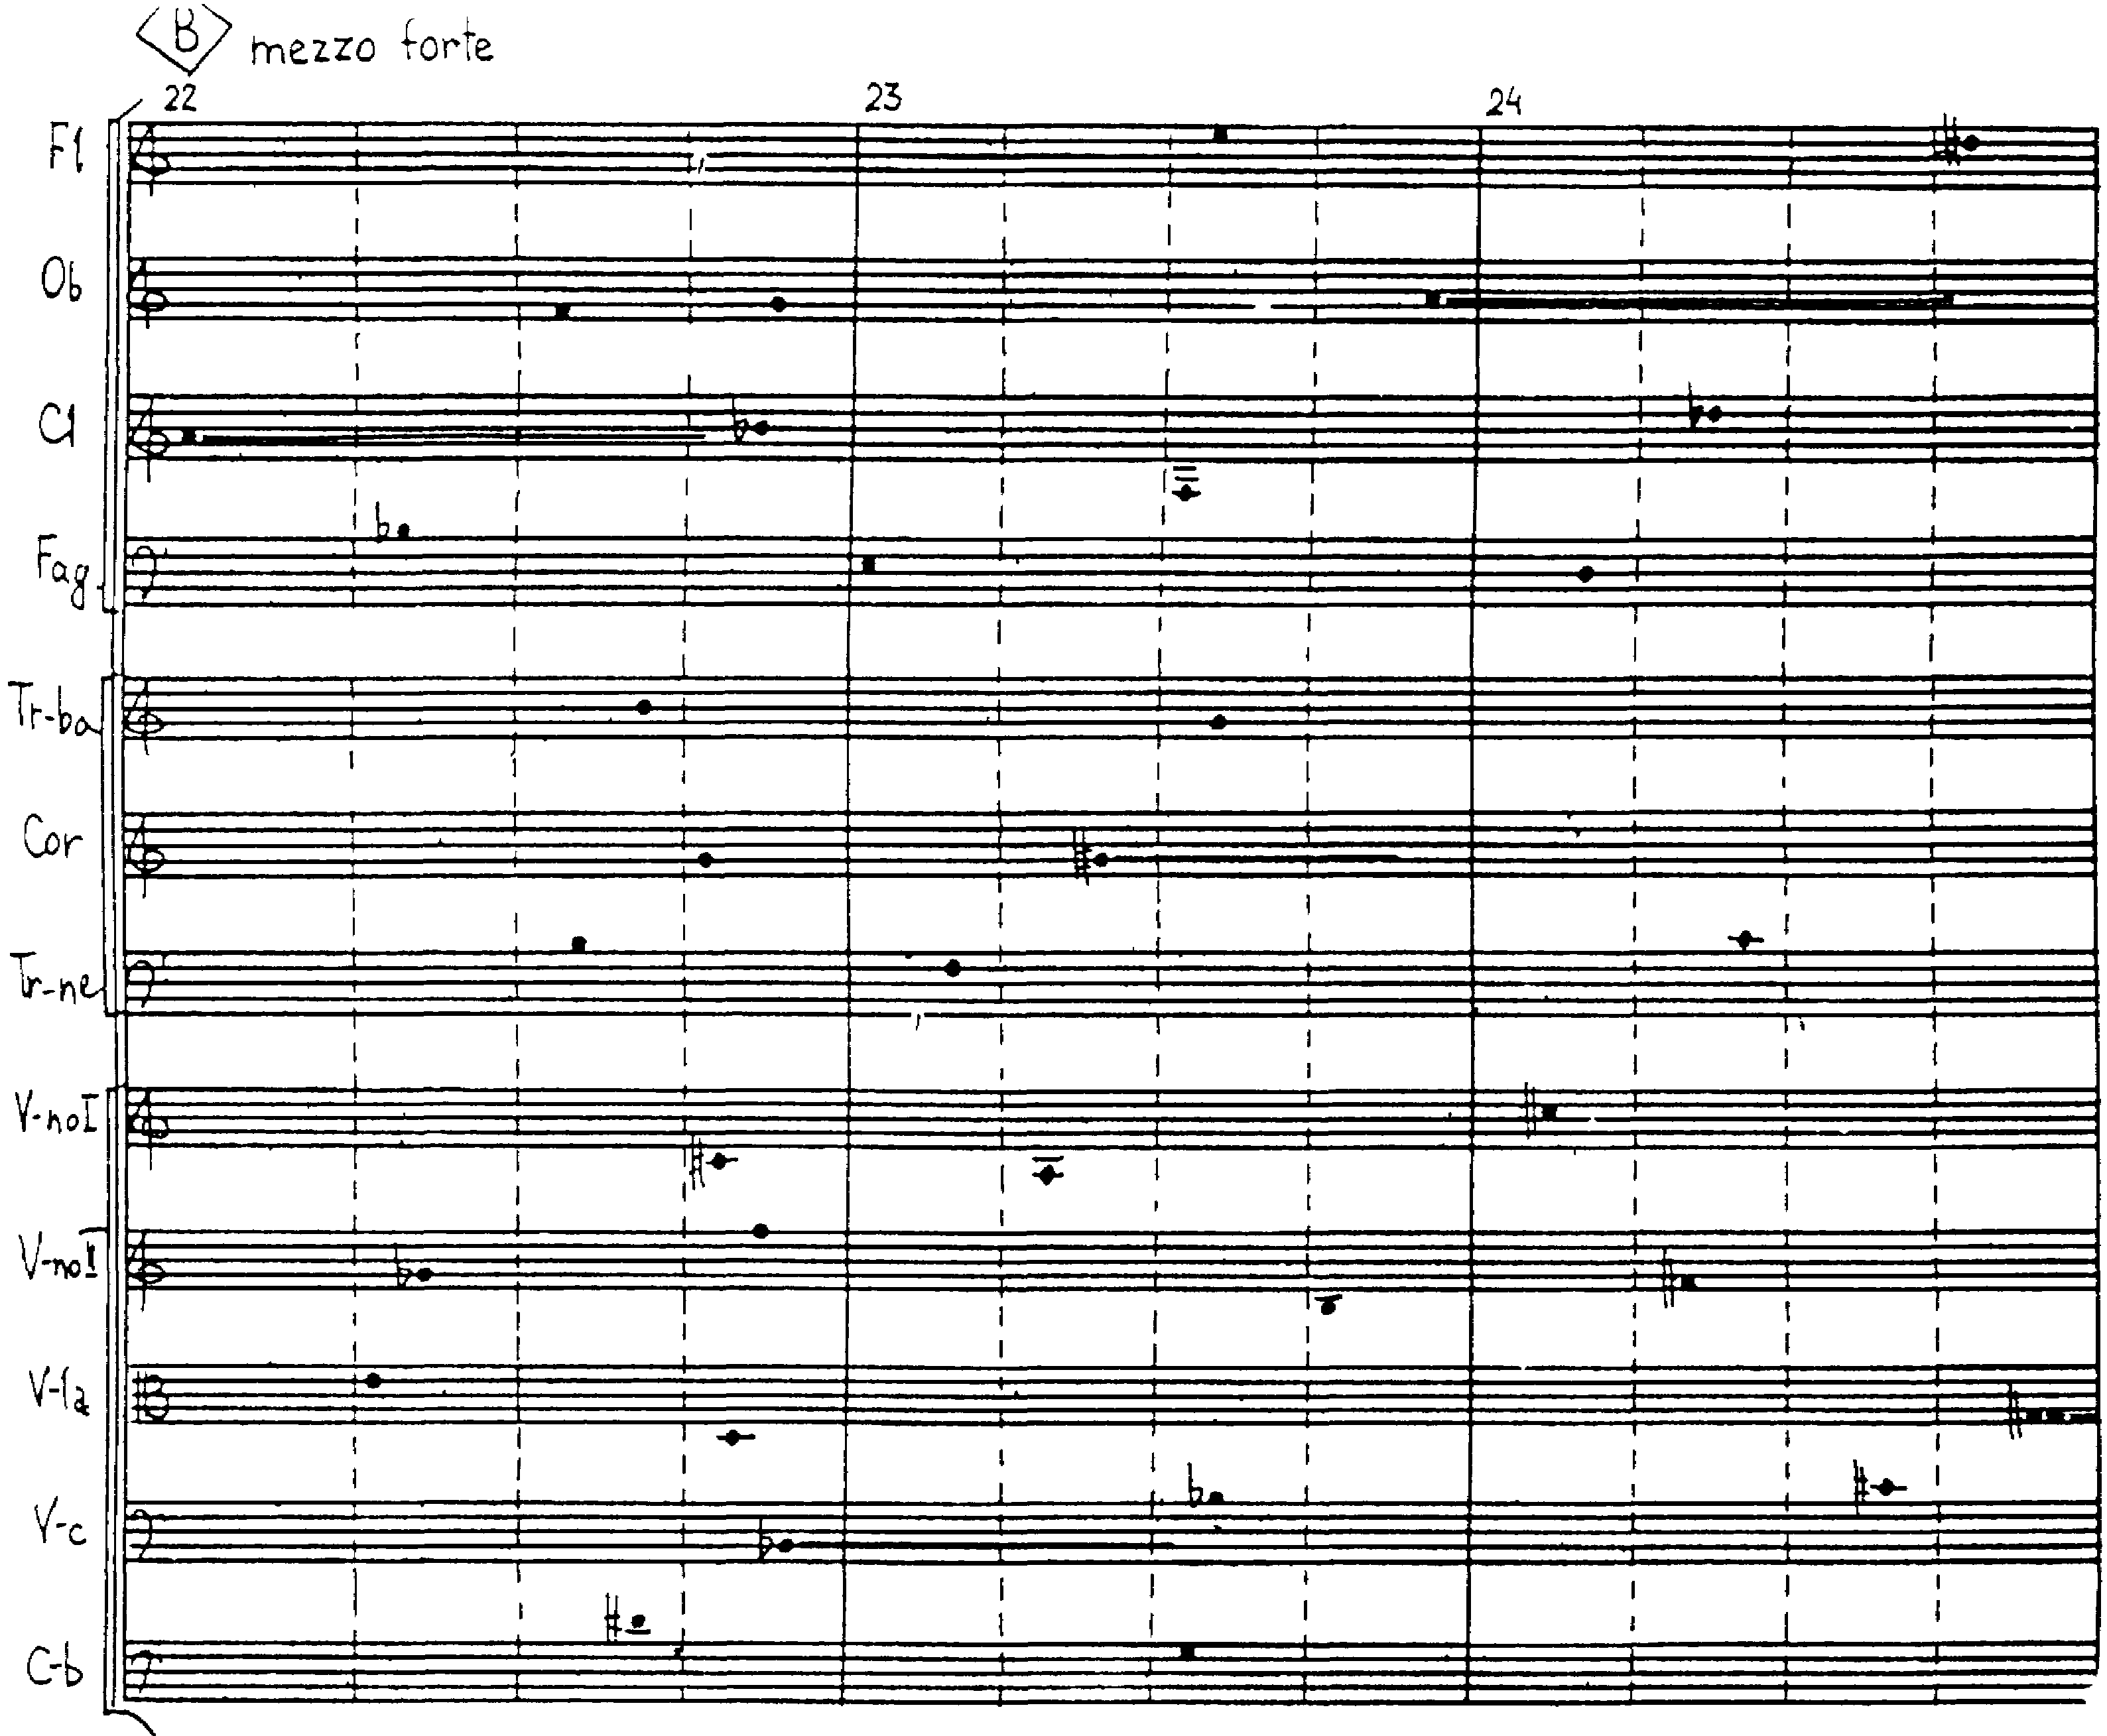 B mezzo forte
22 23 24
Fl
Ob
Cl
Fag.
Tr-ba
Cor
Tr-ne
V-no I
V-no II
V-la
V-c
C-b